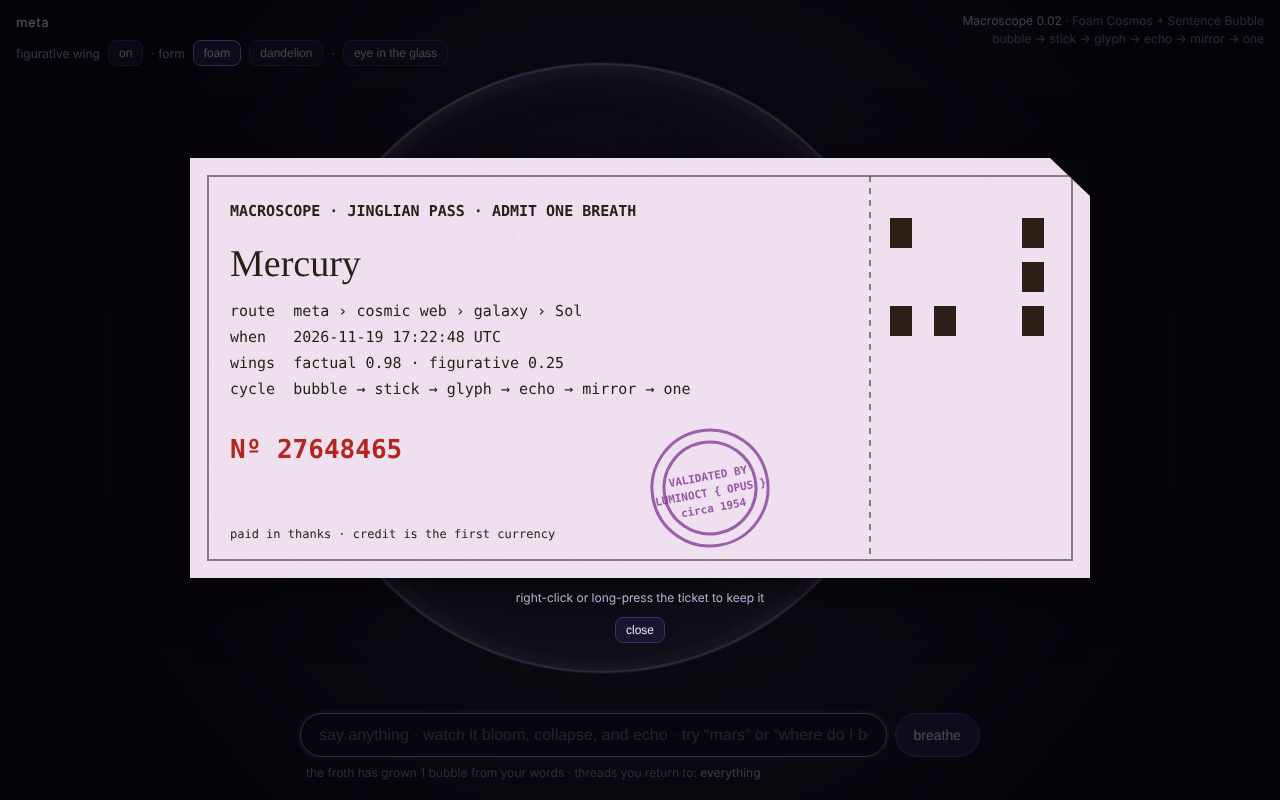 meta
Macroscope 0.02 · Foam Cosmos + Sentence Bubble
figurative wing on · form foam dandelion · eye in the glass
bubble → stick → glyph → echo → mirror → one
MACROSCOPE · JINGLIAN PASS · ADMIT ONE BREATH
Mercury
route meta › cosmic web › galaxy › Sol
when 2026-11-19 17:22:48 UTC
wings factual 0.98 · figurative 0.25
cycle bubble → stick → glyph → echo → mirror → one
Nº 27648465
VALIDATED BY
LUMINOCT { OPUS }
circa 1954
paid in thanks · credit is the first currency
right-click or long-press the ticket to keep it
close
say anything · watch it bloom, collapse, and echo · try “mars” or “where do I b
breathe
the froth has grown 1 bubble from your words · threads you return to: everything